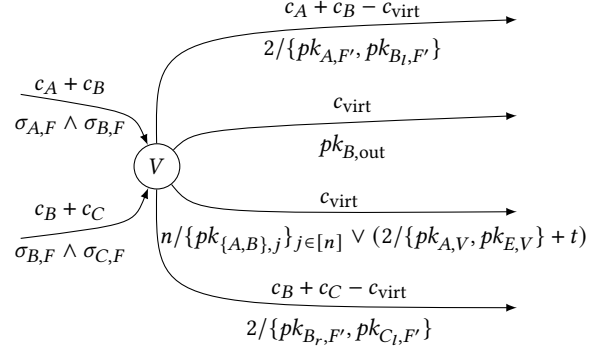 c_A + c_B − c_virt
2/{pk_{A,F′}, pk_{B_l,F′}}
c_A + c_B
σ_{A,F} ∧ σ_{B,F}
c_virt
pk_{B,out}
V
c_virt
c_B + c_C
n/{pk_{{A,B},j}}_{j∈[n]} ∨ (2/{pk_{A,V}, pk_{E,V}} + t)
σ_{B,F} ∧ σ_{C,F}
c_B + c_C − c_virt
2/{pk_{B_r,F′}, pk_{C_l,F′}}